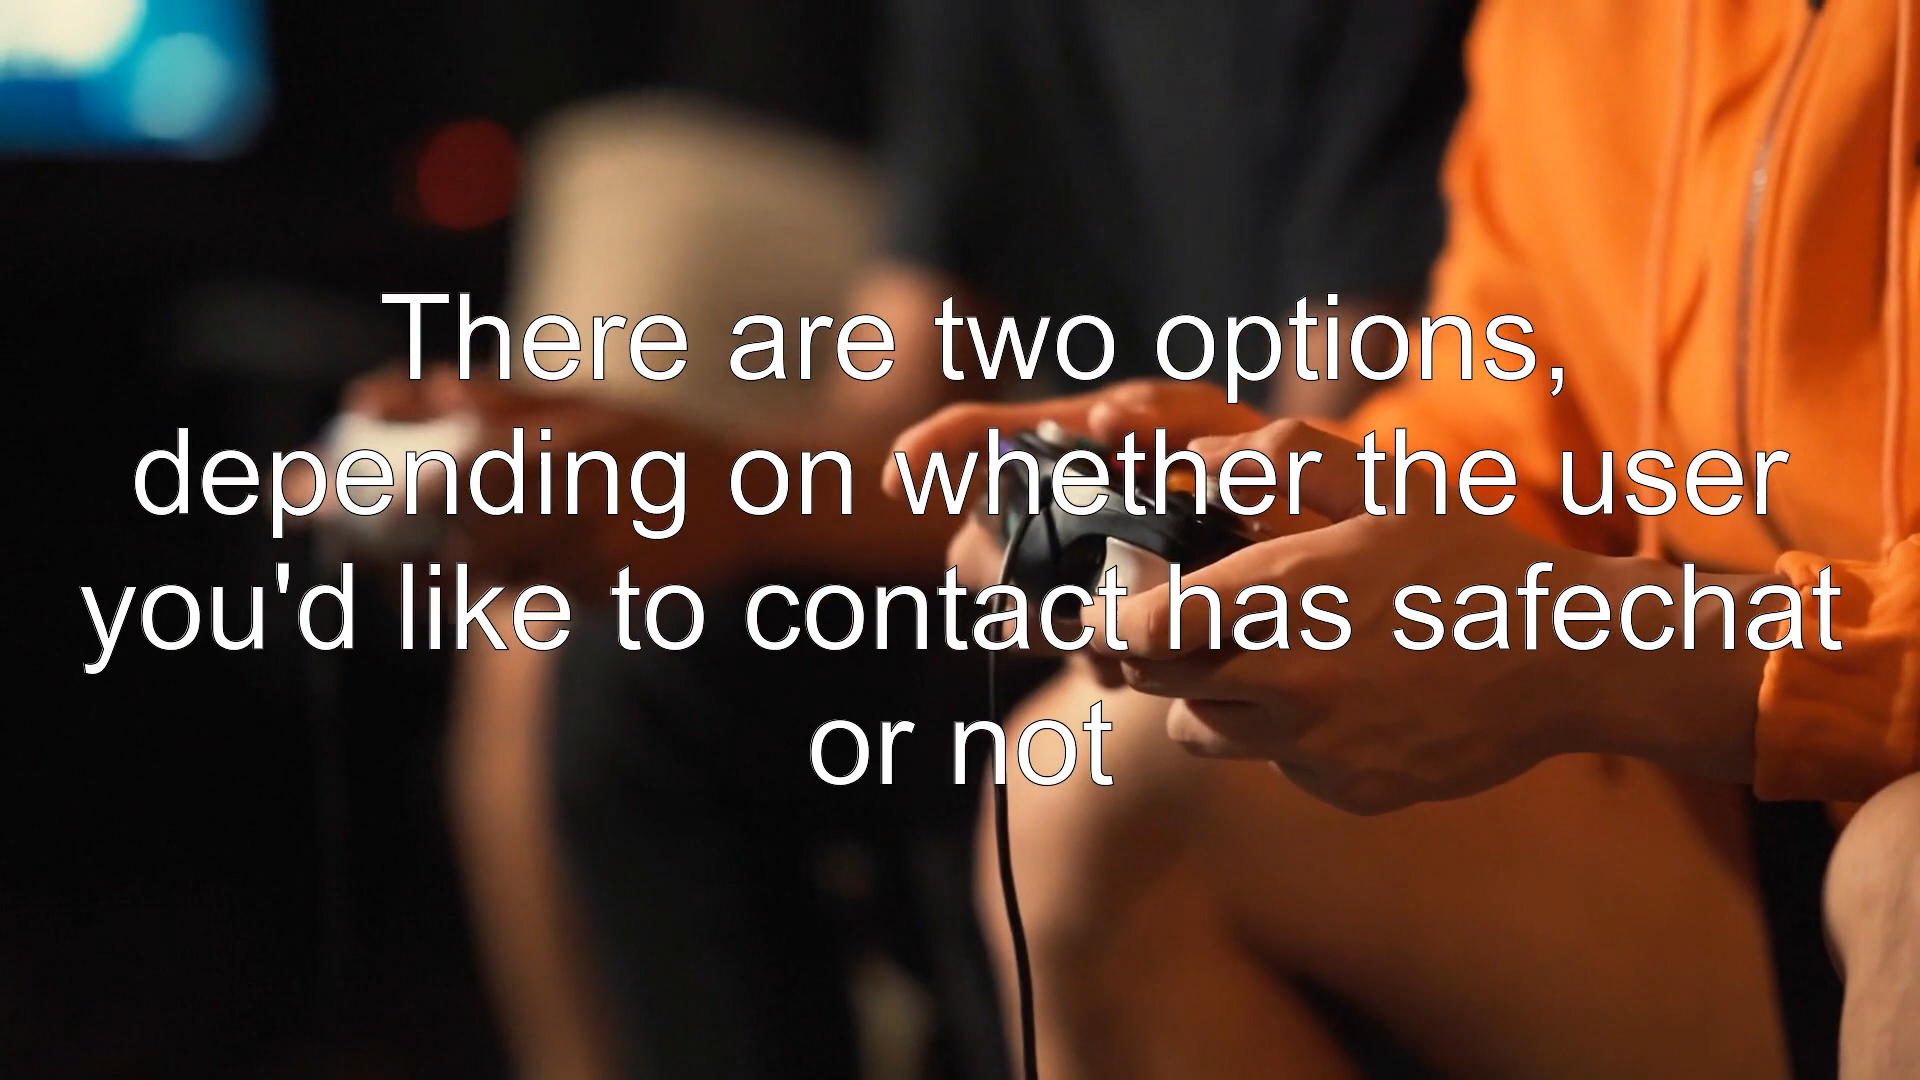 There are two options,
depending on whether the user
you'd like to contact has safechat
or not